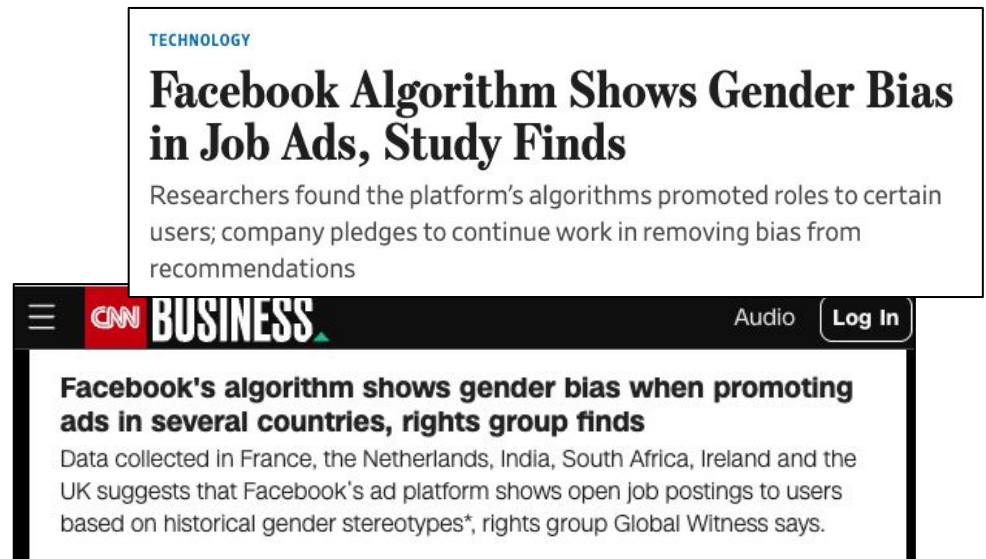 TECHNOLOGY
Facebook Algorithm Shows Gender Bias
in Job Ads, Study Finds
Researchers found the platform’s algorithms promoted roles to certain
users; company pledges to continue work in removing bias from
recommendations
CNN BUSINESS Audio Log In
Facebook's algorithm shows gender bias when promoting
ads in several countries, rights group finds
Data collected in France, the Netherlands, India, South Africa, Ireland and the
UK suggests that Facebook's ad platform shows open job postings to users
based on historical gender stereotypes*, rights group Global Witness says.